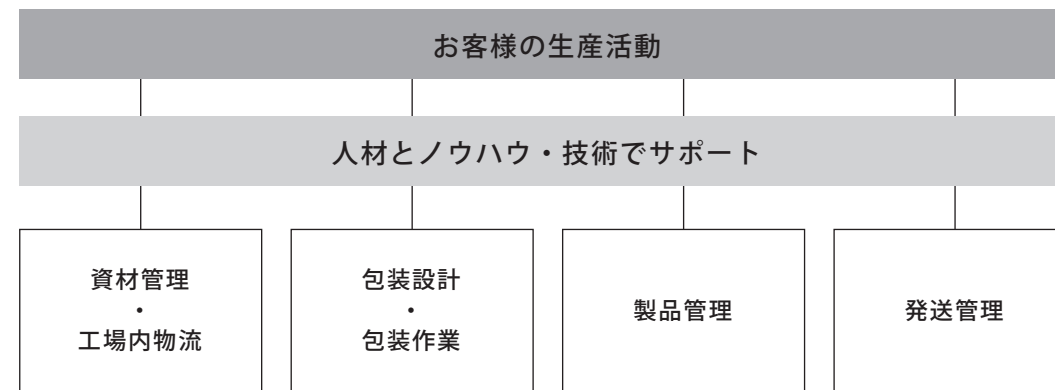 お客様の生産活動
人材とノウハウ・技術でサポート
資材管理
・
工場内物流
包装設計
・
包装作業
製品管理
発送管理